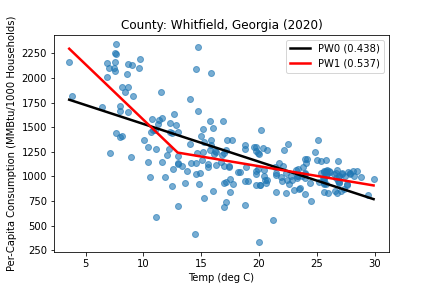 County: Whitfield, Georgia (2020)
PW0 (0.438)
PW1 (0.537)
Per-Capita Consumption (MMBtu/1000 Households)
2250
2000
1750
1500
1250
1000
750
500
250
5 10 15 20 25 30
Temp (deg C)